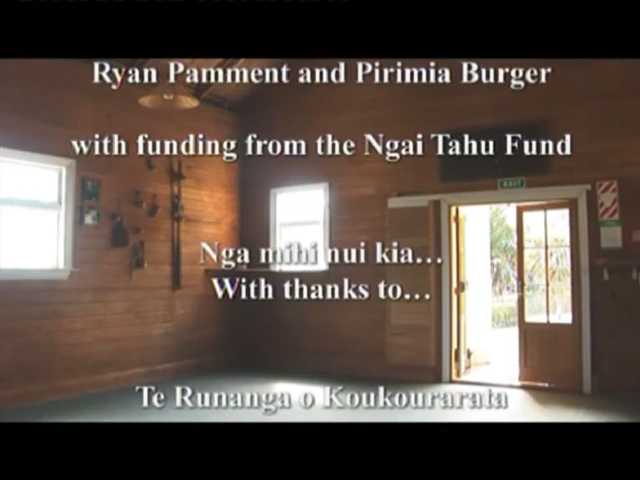 Ryan Pamment and Pirimia Burger
with funding from the Ngai Tahu Fund
EXIT
Nga mihi nui kia…
With thanks to…
Te Runanga o Koukourarata